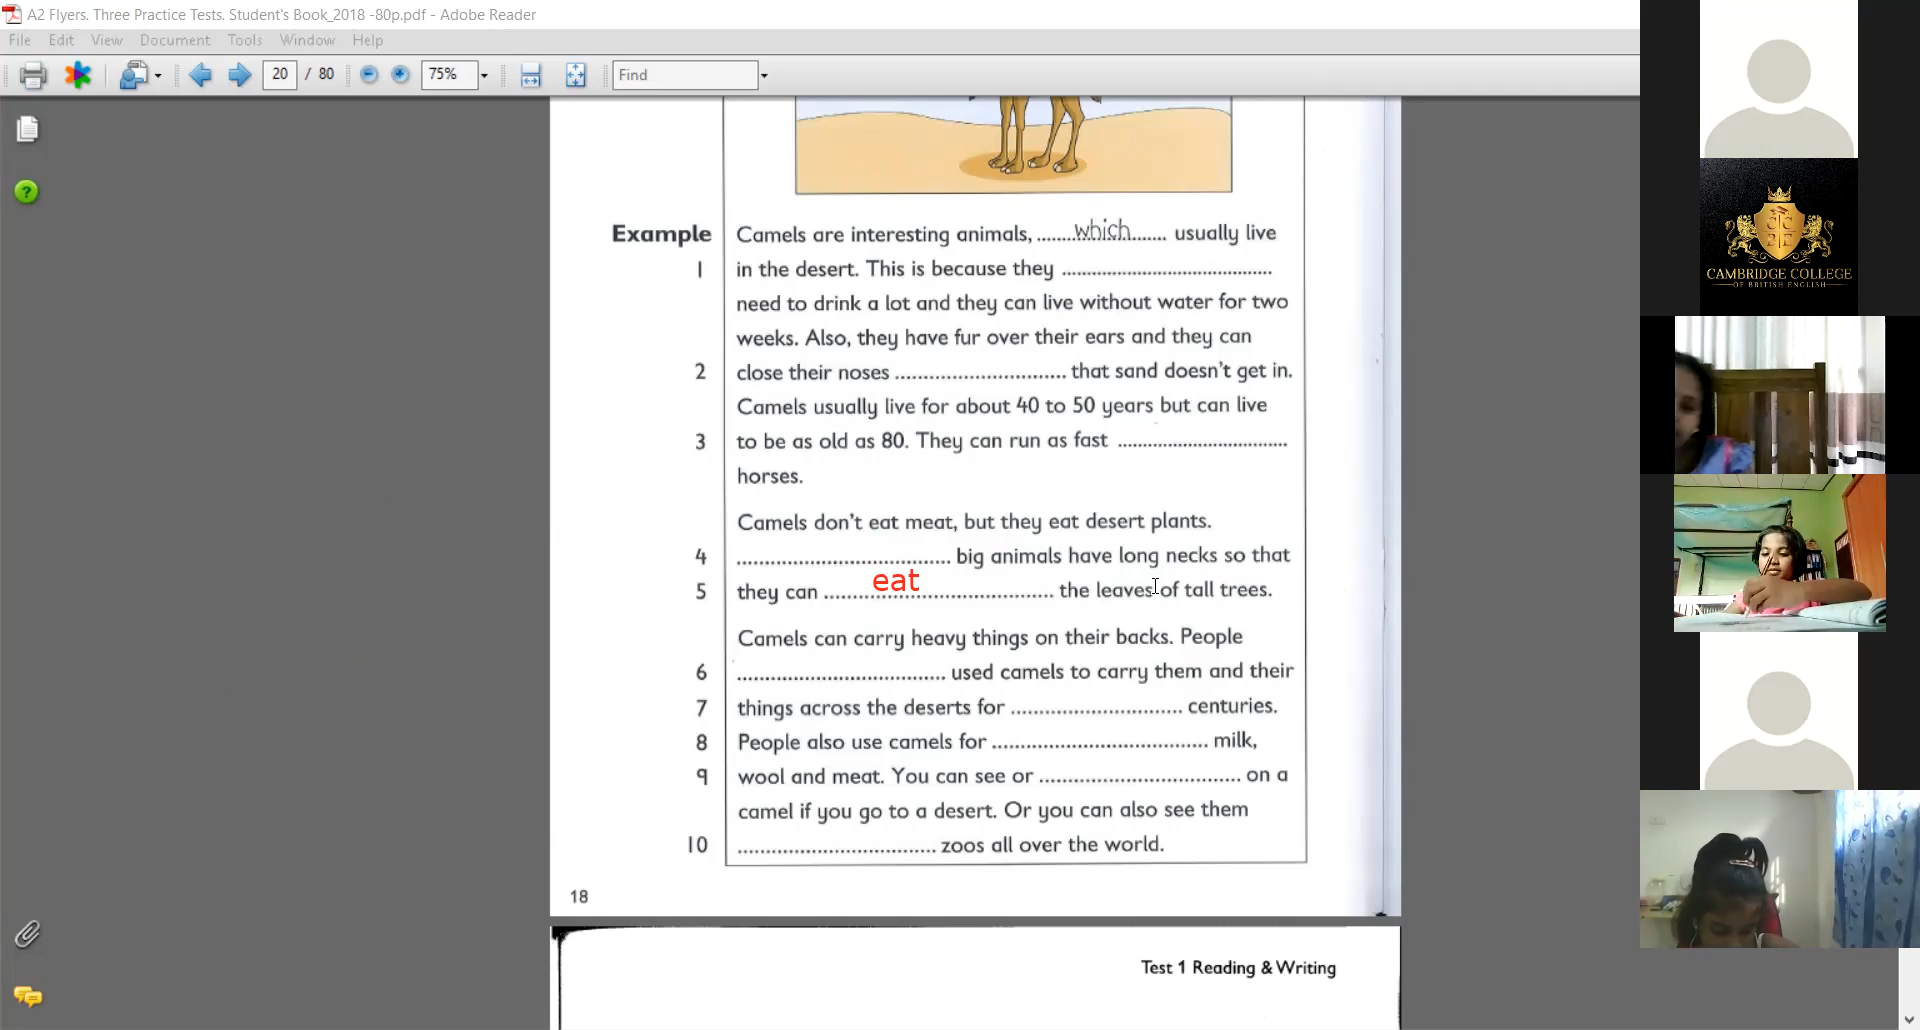 A2 Flyers. Three Practice Tests. Student's Book_2018 -80p.pdf - Adobe Reader
File Edit View Document Tools Window Help
20 / 80 75% Find
Example Camels are interesting animals, ..........which....... usually live
1 in the desert. This is because they ..........................................
need to drink a lot and they can live without water for two
weeks. Also, they have fur over their ears and they can
2 close their noses .................................. that sand doesn't get in.
Camels usually live for about 40 to 50 years but can live
3 to be as old as 80. They can run as fast ..................................
horses.
Camels don't eat meat, but they eat desert plants.
4 ........................................... big animals have long necks so that
5 they can ..........eat........................... the leaves of tall trees.
Camels can carry heavy things on their backs. People
6 .......................................... used camels to carry them and their
7 things across the deserts for .................................. centuries.
8 People also use camels for ........................................... milk,
9 wool and meat. You can see or ........................................ on a
camel if you go to a desert. Or you can also see them
10 ........................................ zoos all over the world.
18
Test 1 Reading & Writing
CCBE
CAMBRIDGE COLLEGE
OF BRITISH ENGLISH